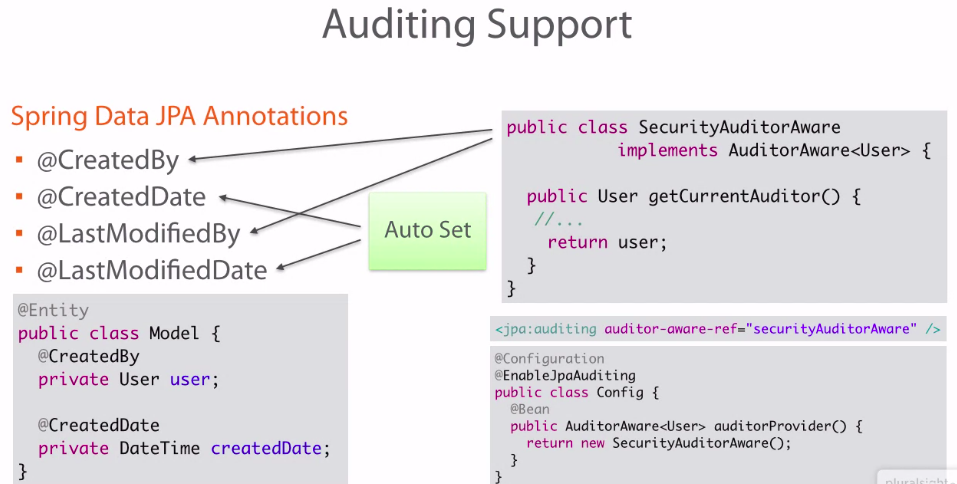 Auditing Support
Spring Data JPA Annotations
▪ @CreatedBy
▪ @CreatedDate
▪ @LastModifiedBy
▪ @LastModifiedDate
Auto Set
@Entity
public class Model {
@CreatedBy
private User user;
@CreatedDate
private DateTime createdDate;
}
public class SecurityAuditorAware
implements AuditorAware<User> {
public User getCurrentAuditor() {
//...
return user;
}
}
<jpa:auditing auditor-aware-ref="securityAuditorAware" />
@Configuration
@EnableJpaAuditing
public class Config {
@Bean
public AuditorAware<User> auditorProvider() {
return new SecurityAuditorAware();
}
}
pluralsight